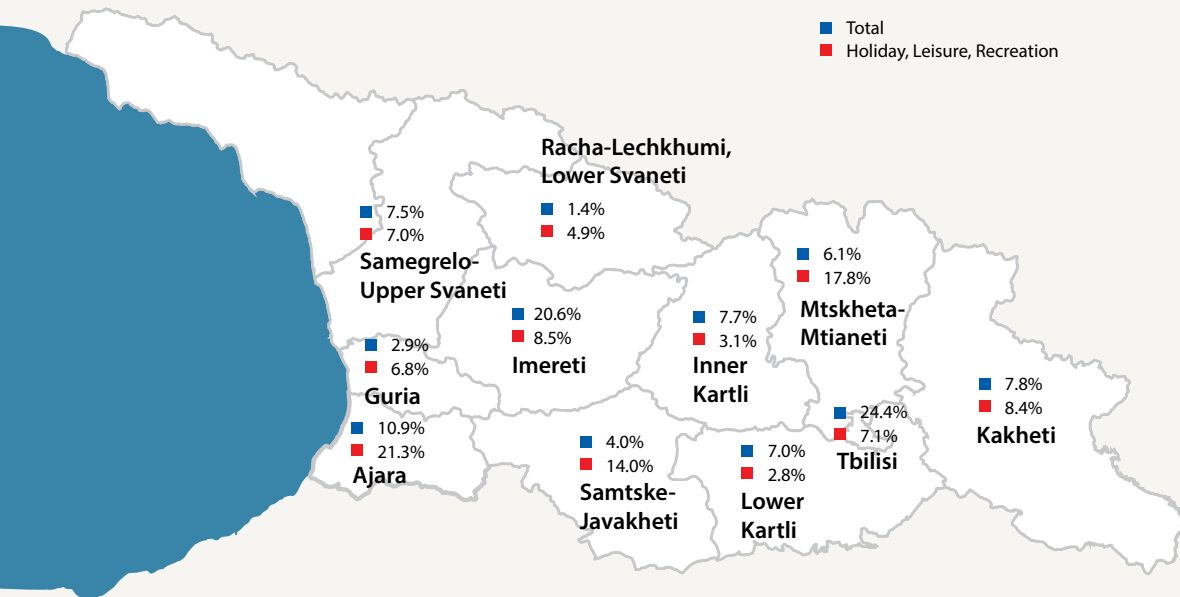 Total
Holiday, Leisure, Recreation
Racha-Lechkhumi,
Lower Svaneti
1.4%
4.9%
7.5%
7.0%
Samegrelo-
Upper Svaneti
6.1%
17.8%
Mtskheta-
Mtianeti
20.6%
8.5%
Imereti
7.7%
3.1%
Inner
Kartli
2.9%
6.8%
Guria
7.8%
8.4%
Kakheti
24.4%
7.1%
Tbilisi
10.9%
21.3%
Ajara
4.0%
14.0%
Samtske-
Javakheti
7.0%
2.8%
Lower
Kartli